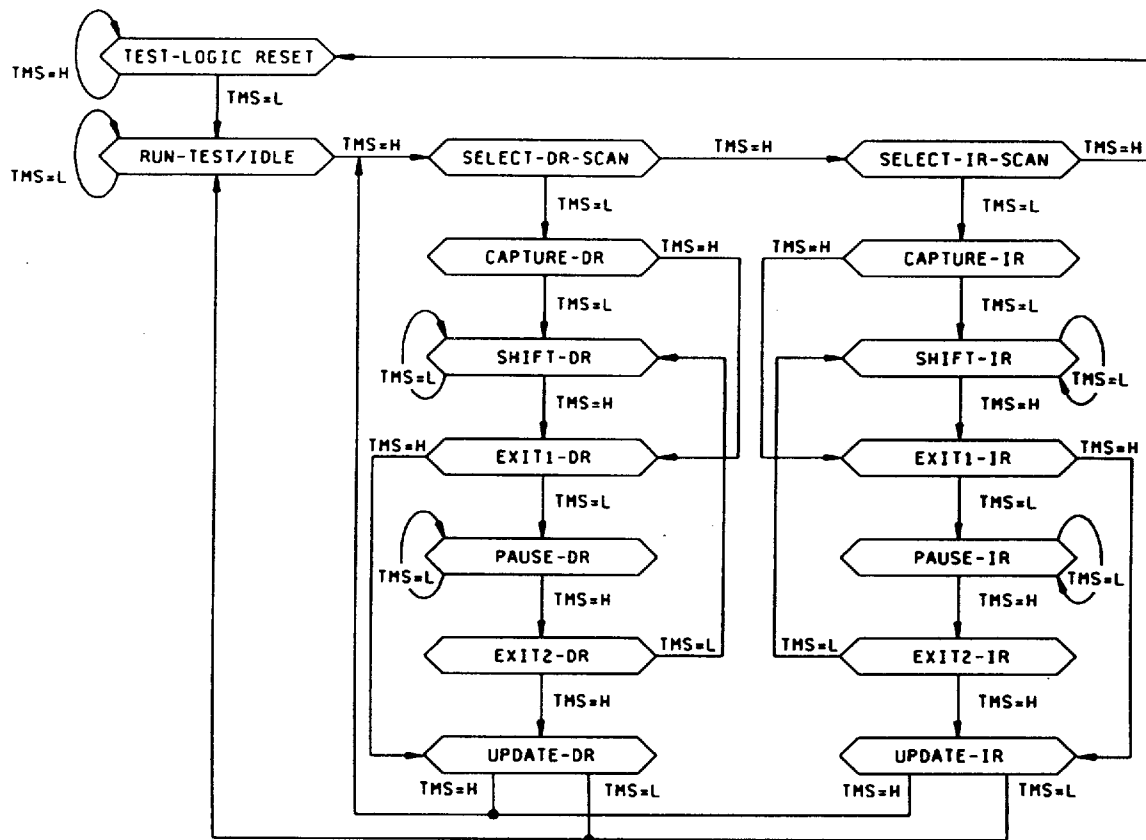 TEST-LOGIC RESET
TMS=H
TMS=L
RUN-TEST/IDLE
TMS=L
TMS=H
SELECT-DR-SCAN
TMS=H
SELECT-IR-SCAN
TMS=H
TMS=L
TMS=L
CAPTURE-DR
TMS=H
TMS=H
CAPTURE-IR
TMS=L
TMS=L
SHIFT-DR
TMS=L
SHIFT-IR
TMS=L
TMS=H
TMS=H
TMS=H
EXIT1-DR
EXIT1-IR
TMS=H
TMS=L
TMS=L
PAUSE-DR
TMS=L
PAUSE-IR
TMS=L
TMS=H
TMS=H
EXIT2-DR
TMS=L
TMS=L
EXIT2-IR
TMS=H
TMS=H
UPDATE-DR
UPDATE-IR
TMS=H
TMS=L
TMS=H
TMS=L